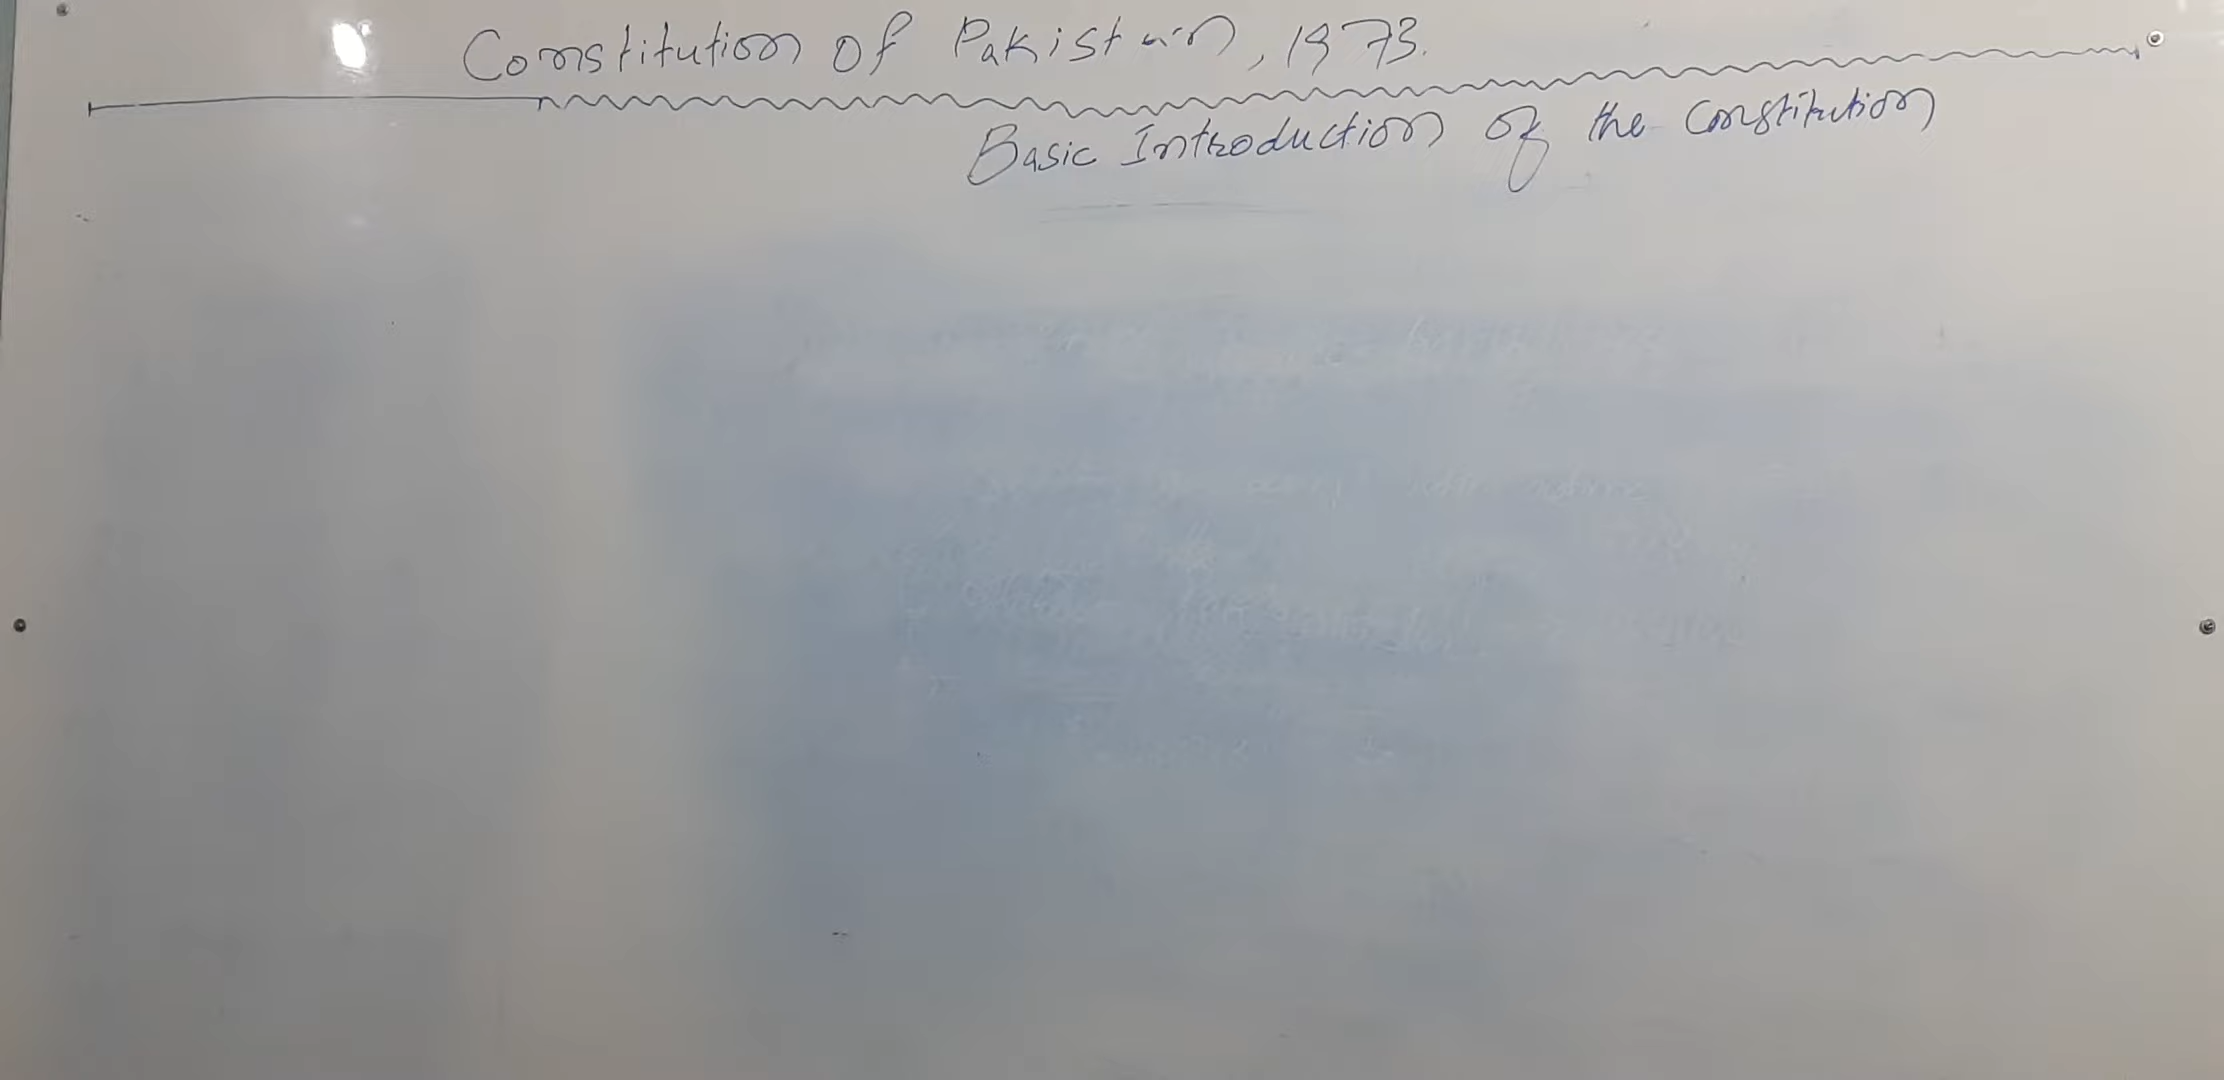 Constitution of Pakistan, 1973.
Basic Introduction of the Constitution